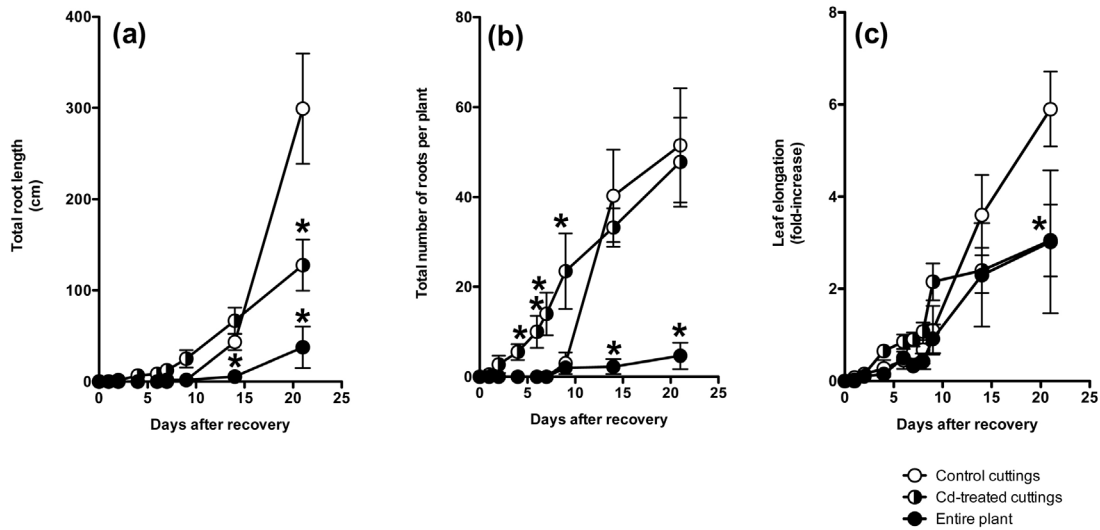 (a)
Total root length
(cm)
400
300
200
100
0
*
*
*
0 5 10 15 20 25
Days after recovery
(b)
Total number of roots per plant
80
60
40
20
0
*
*
*
*
*
*
0 5 10 15 20 25
Days after recovery
(c)
Leaf elongation
(fold-increase)
8
6
4
2
0
*
0 5 10 15 20 25
Days after recovery
Control cuttings
Cd-treated cuttings
Entire plant